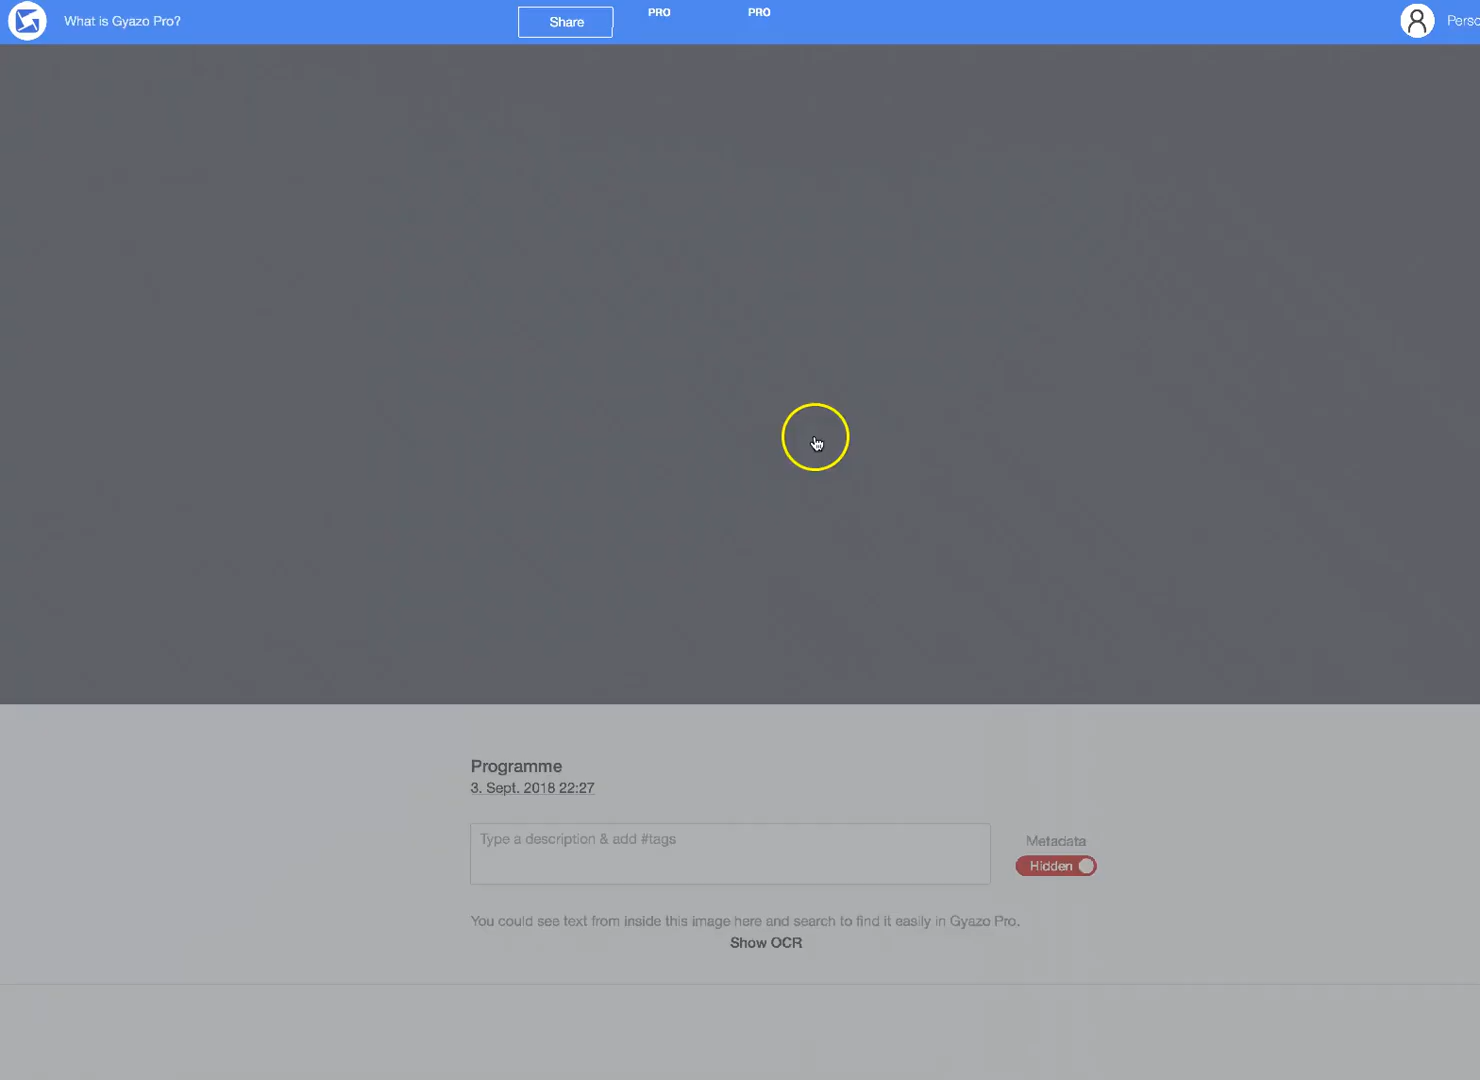 What is Gyazo Pro?
Share
PRO
PRO
Perso
Programme
3. Sept. 2018 22:27
Type a description & add #tags
Metadata
Hidden
You could see text from inside this image here and search to find it easily in Gyazo Pro.
Show OCR